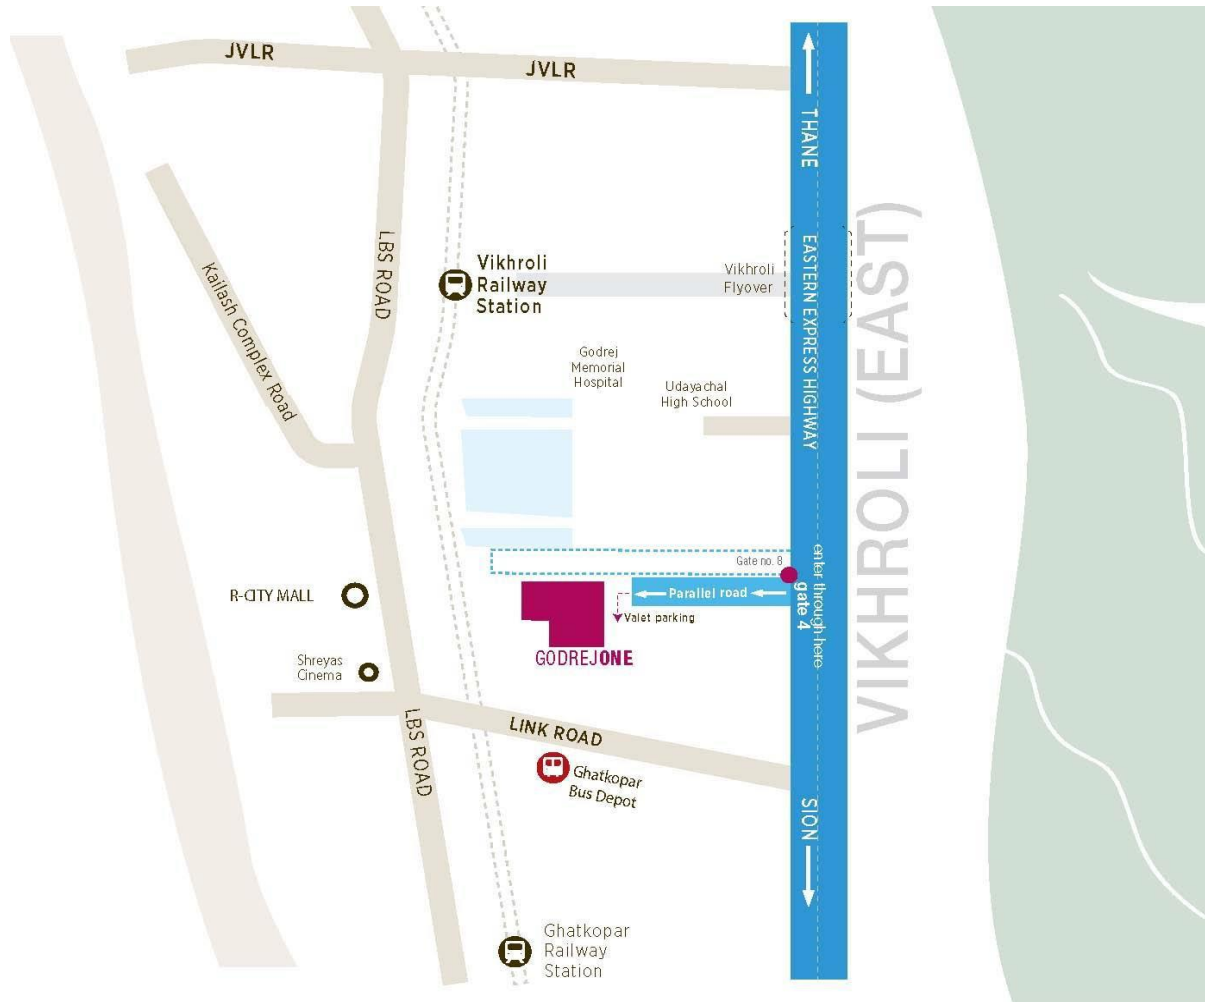 JVLR
JVLR
THANE
LBS ROAD
Kailash Complex Road
Vikhroli
Railway
Station
Vikhroli
Flyover
EASTERN EXPRESS HIGHWAY
VIKHROLI (EAST)
Godrej
Memorial
Hospital
Udayachal
High School
Gate no. 8
enter through here
gate 4
Parallel road
Valet parking
GODREJONE
R-CITY MALL
Shreyas
Cinema
LBS ROAD
LINK ROAD
Ghatkopar
Bus Depot
SION
Ghatkopar
Railway
Station